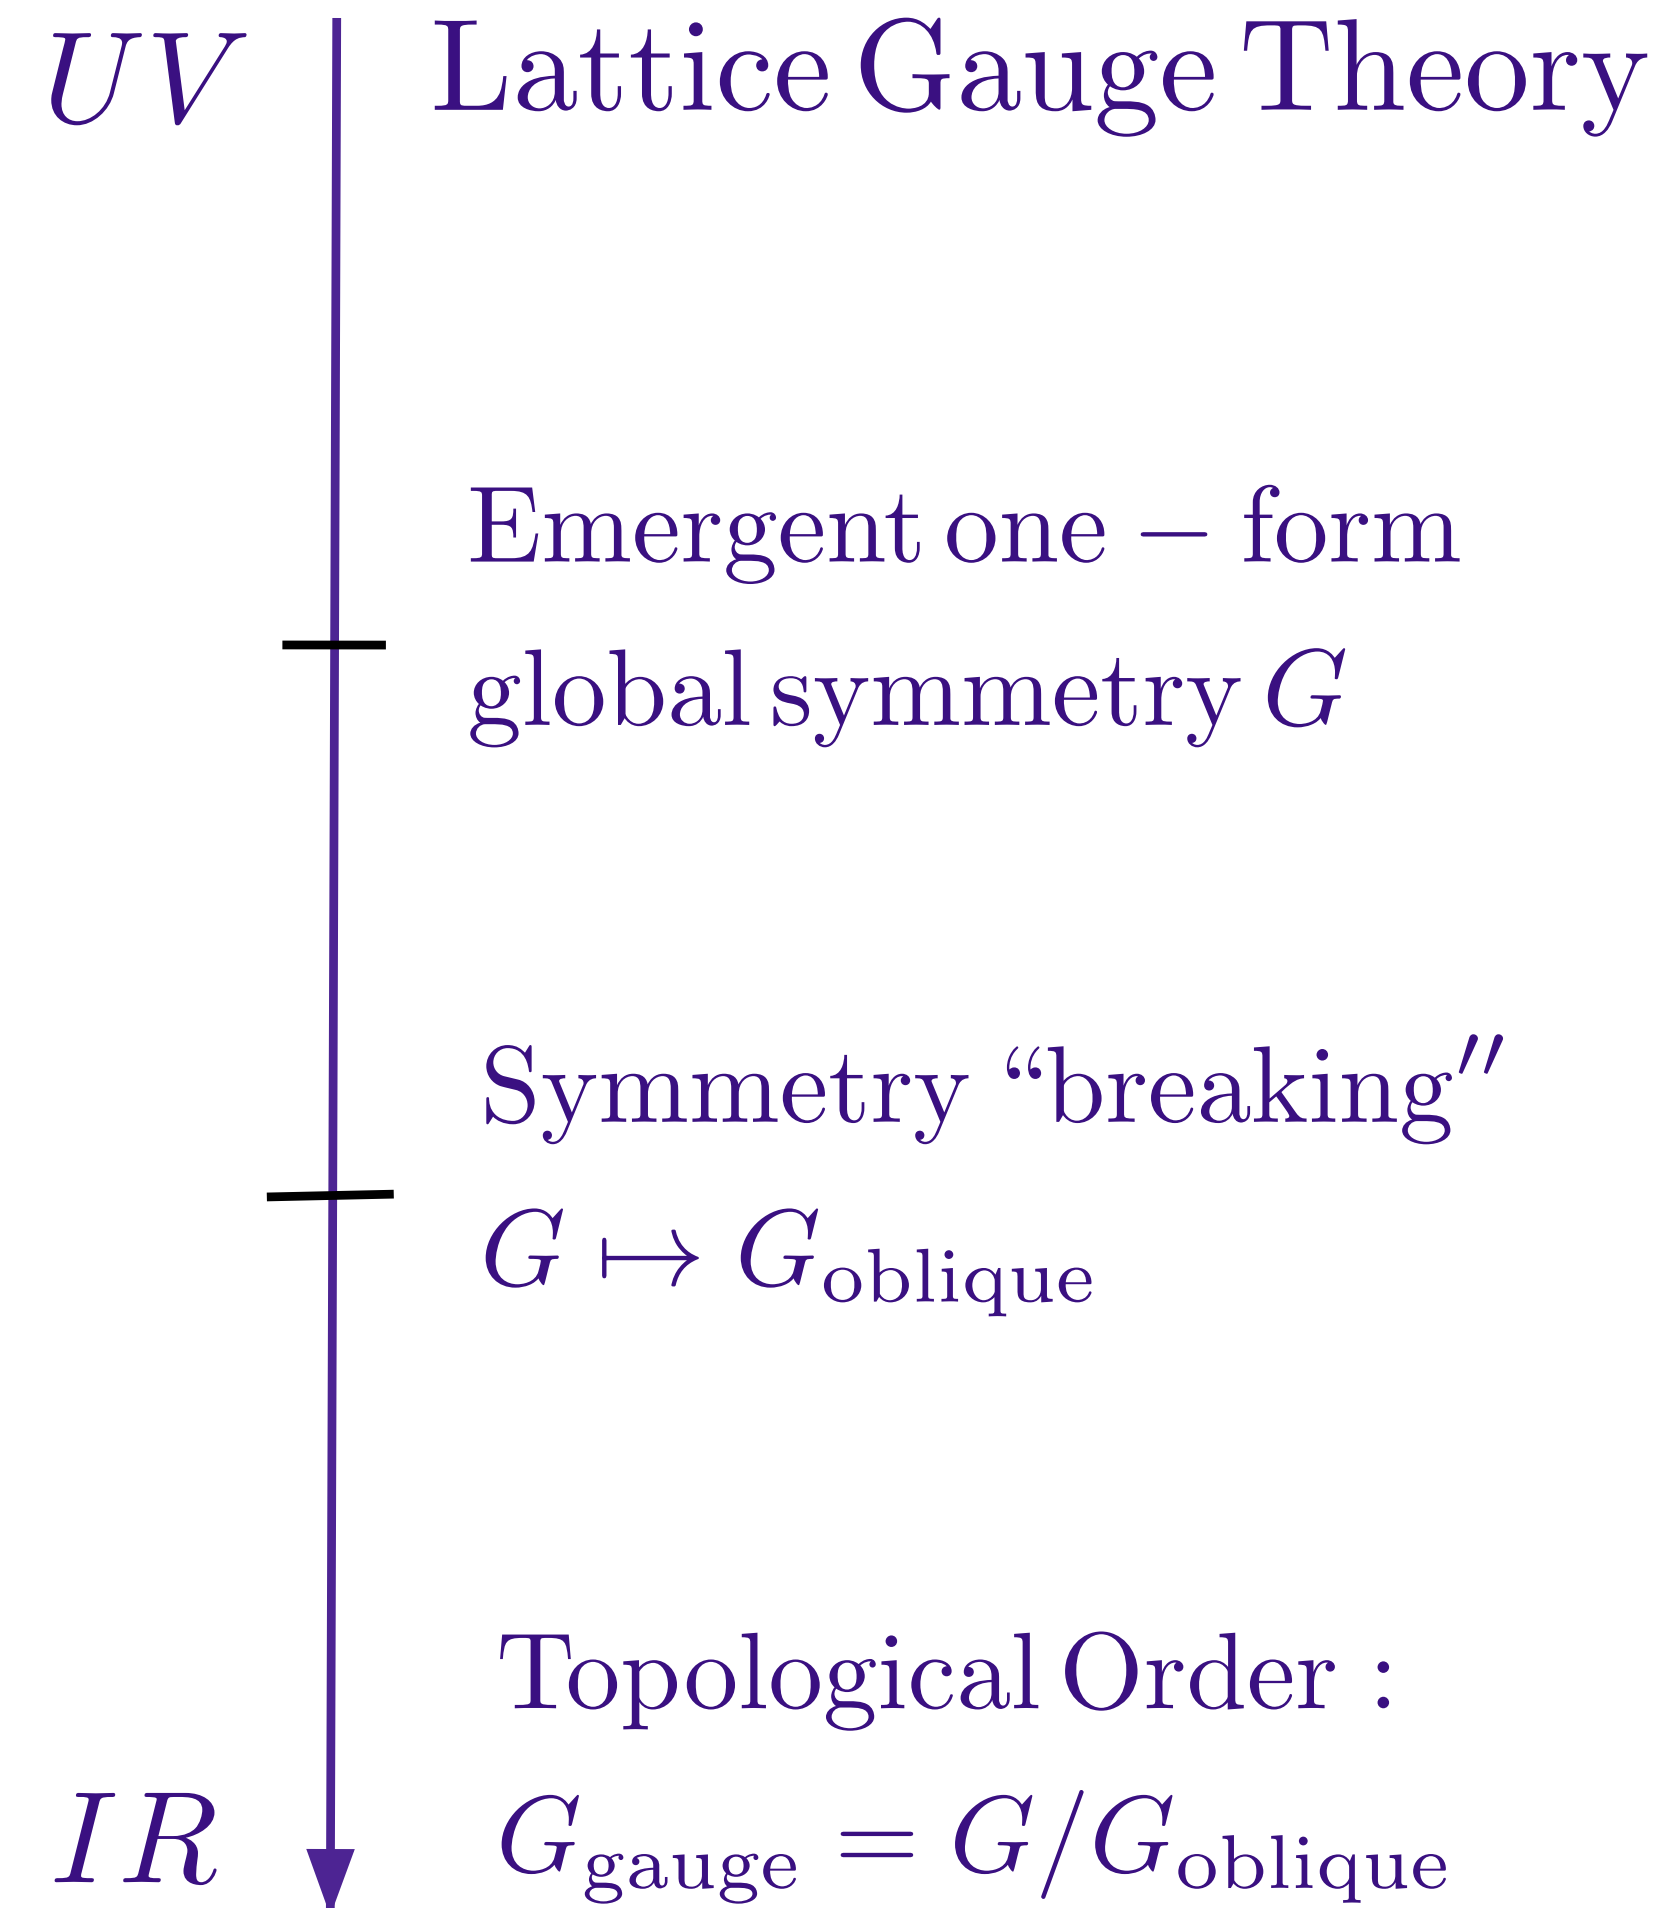 UV
Lattice Gauge Theory
Emergent one − form
global symmetry G
Symmetry “breaking″
G ↦ G_oblique
Topological Order :
IR
G_gauge = G/G_oblique